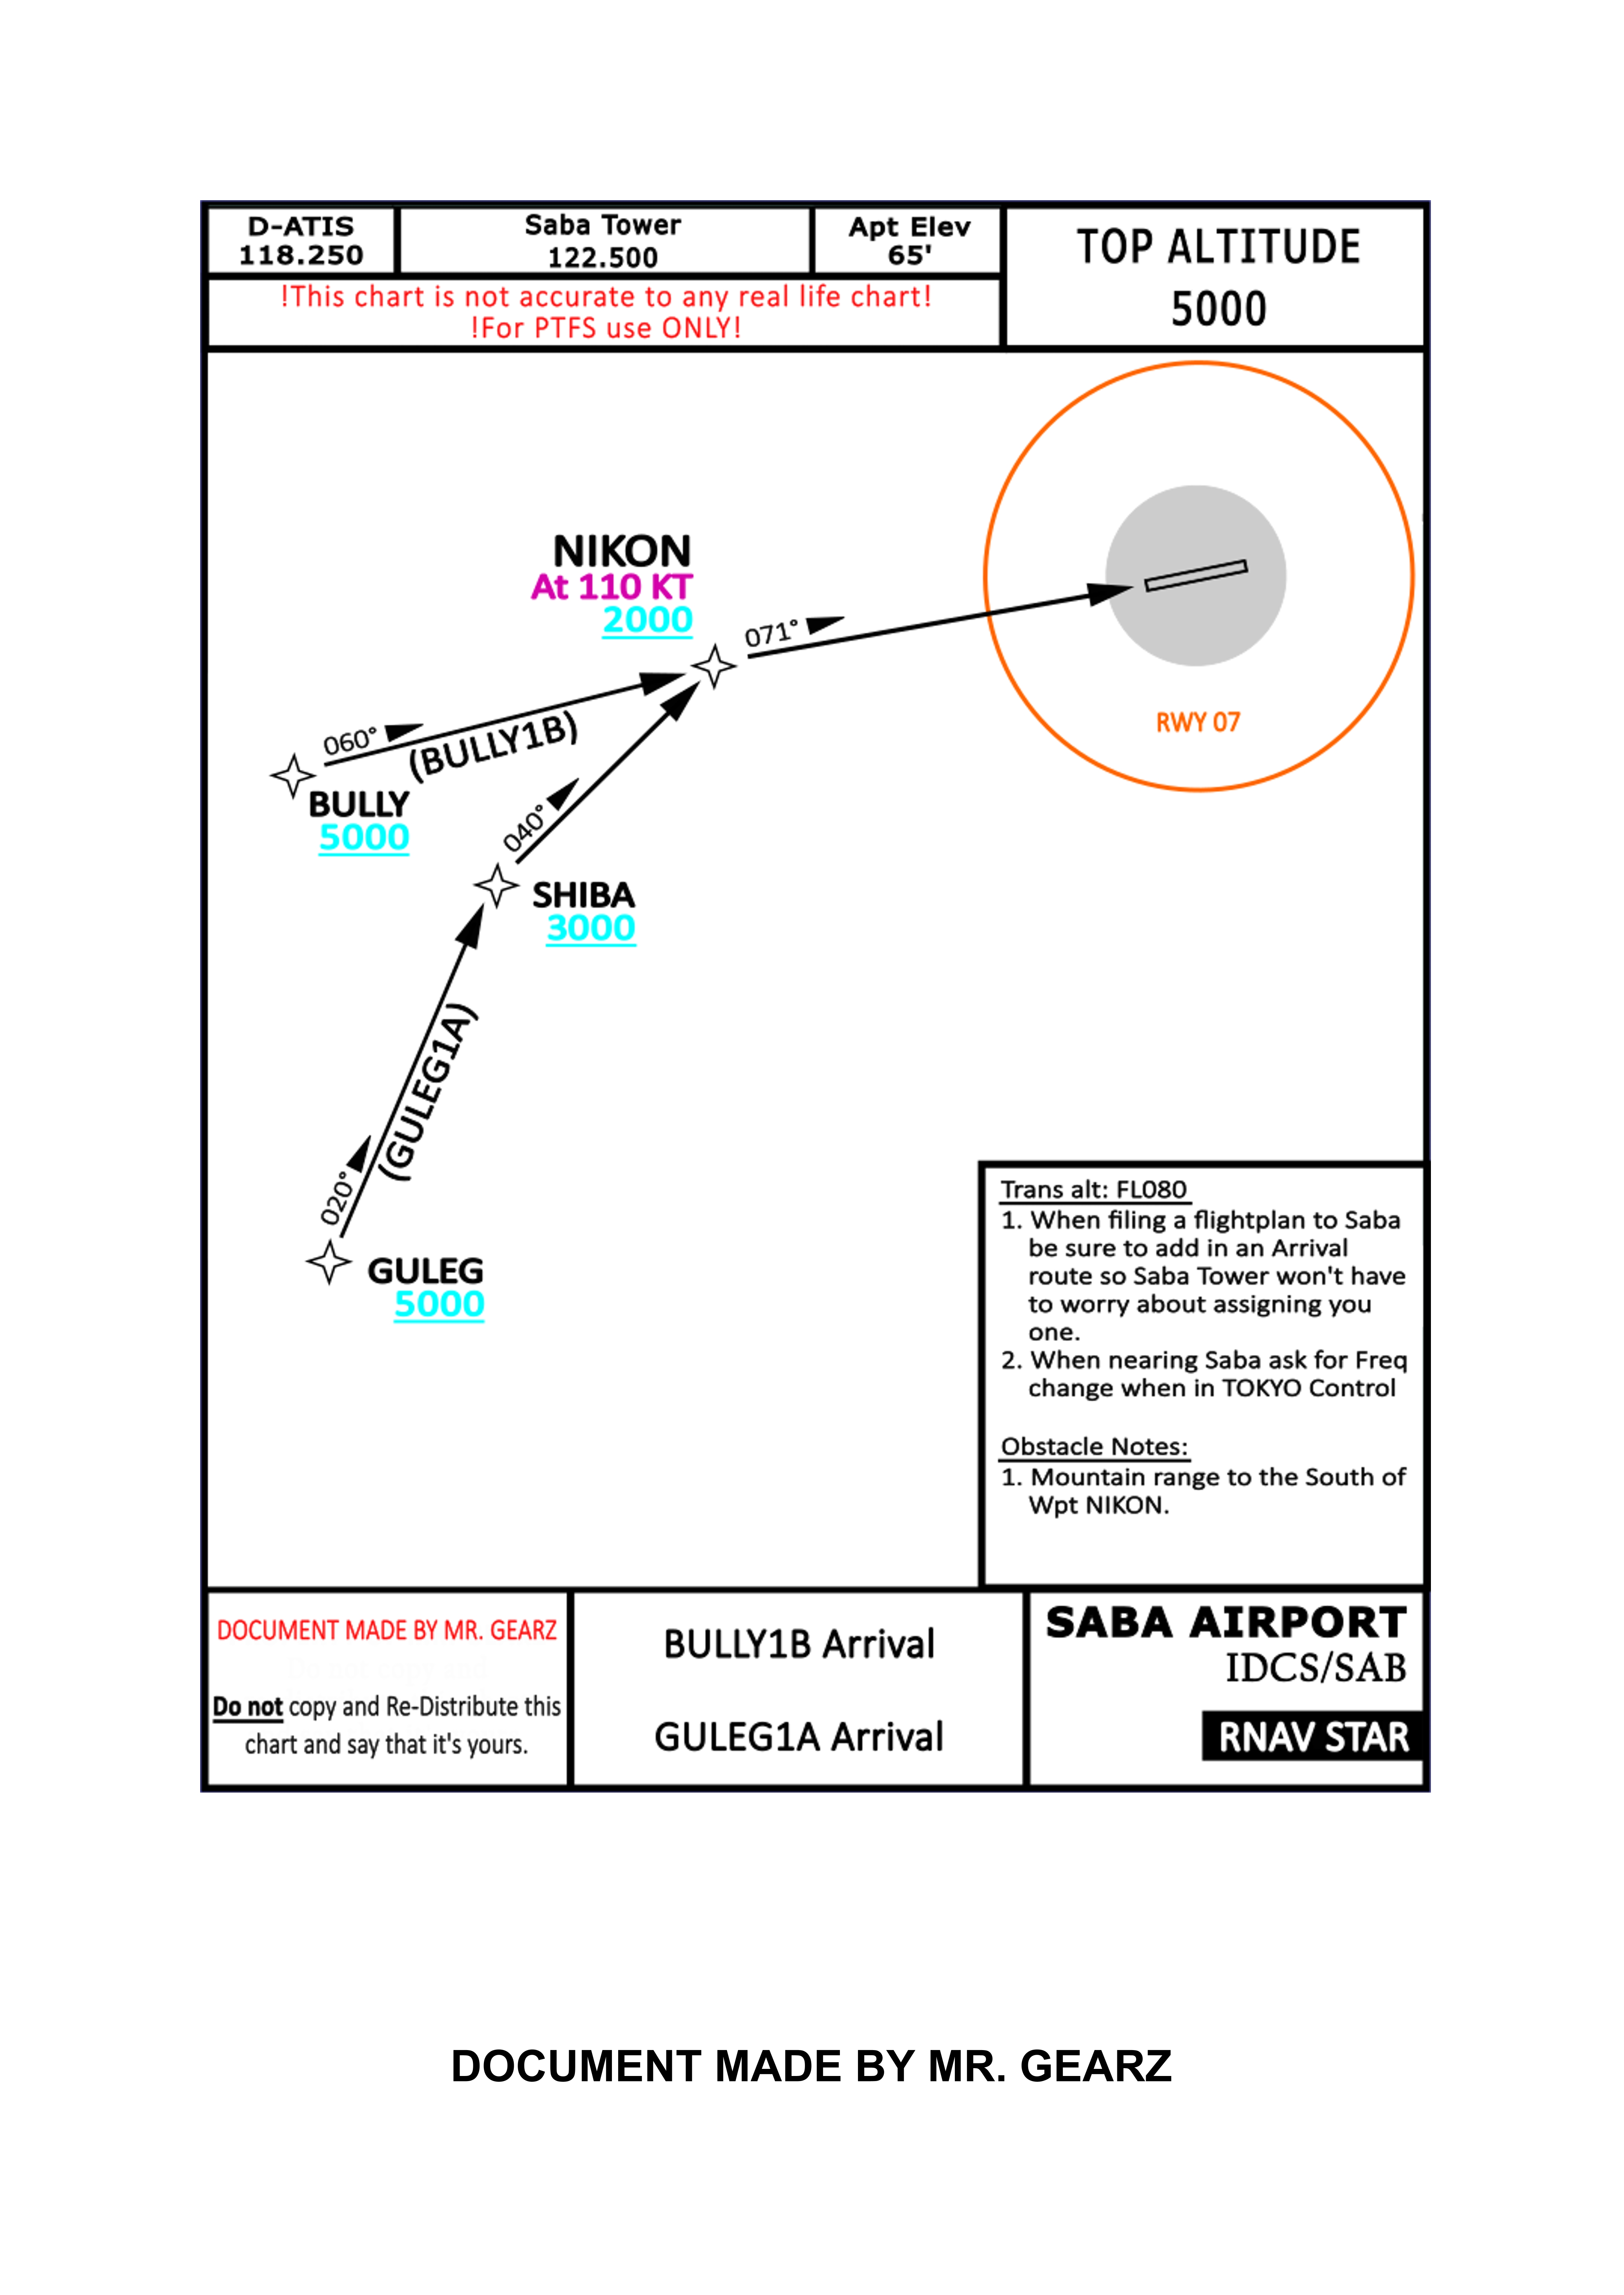 D-ATIS
118.250
Saba Tower
122.500
Apt Elev
65'
TOP ALTITUDE
5000
!This chart is not accurate to any real life chart!
!For PTFS use ONLY!
NIKON
At 110 KT
2000
071°
060°
(BULLY1B)
BULLY
5000
040°
SHIBA
3000
(GULEG1A)
020°
GULEG
5000
RWY 07
Trans alt: FL080
1. When filing a flightplan to Saba
be sure to add in an Arrival
route so Saba Tower won't have
to worry about assigning you
one.
2. When nearing Saba ask for Freq
change when in TOKYO Control
Obstacle Notes:
1. Mountain range to the South of
Wpt NIKON.
DOCUMENT MADE BY MR. GEARZ
Do not copy and Re-Distribute this
chart and say that it's yours.
BULLY1B Arrival
GULEG1A Arrival
SABA AIRPORT
IDCS/SAB
RNAV STAR
DOCUMENT MADE BY MR. GEARZ